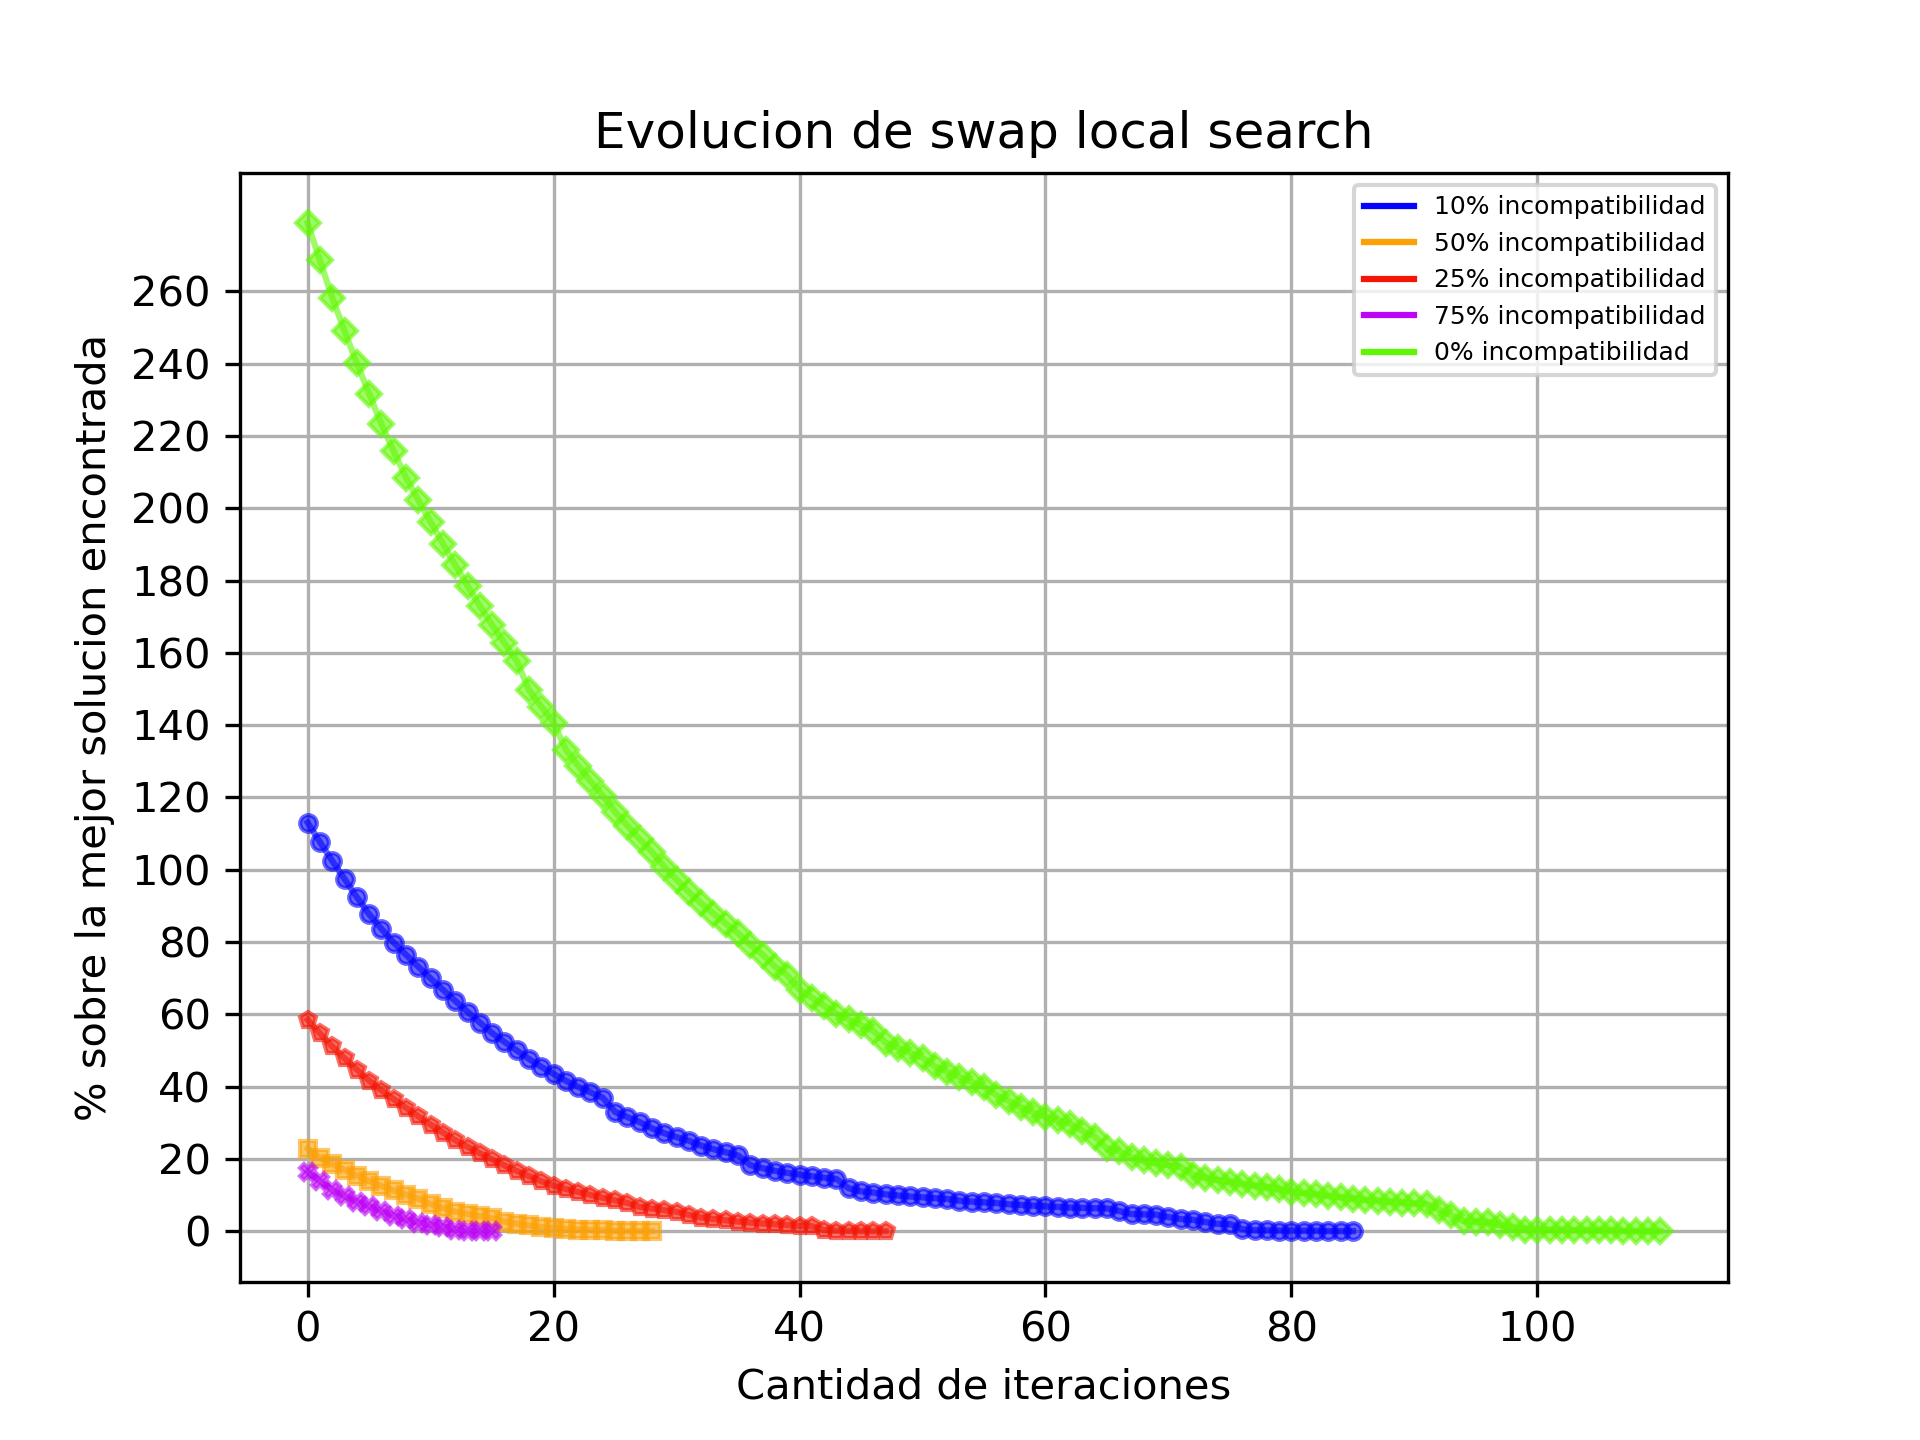 Evolucion de swap local search
10% incompatibilidad
50% incompatibilidad
25% incompatibilidad
75% incompatibilidad
0% incompatibilidad
% sobre la mejor solucion encontrada
260
240
220
200
180
160
140
120
100
80
60
40
20
0
0 20 40 60 80 100
Cantidad de iteraciones